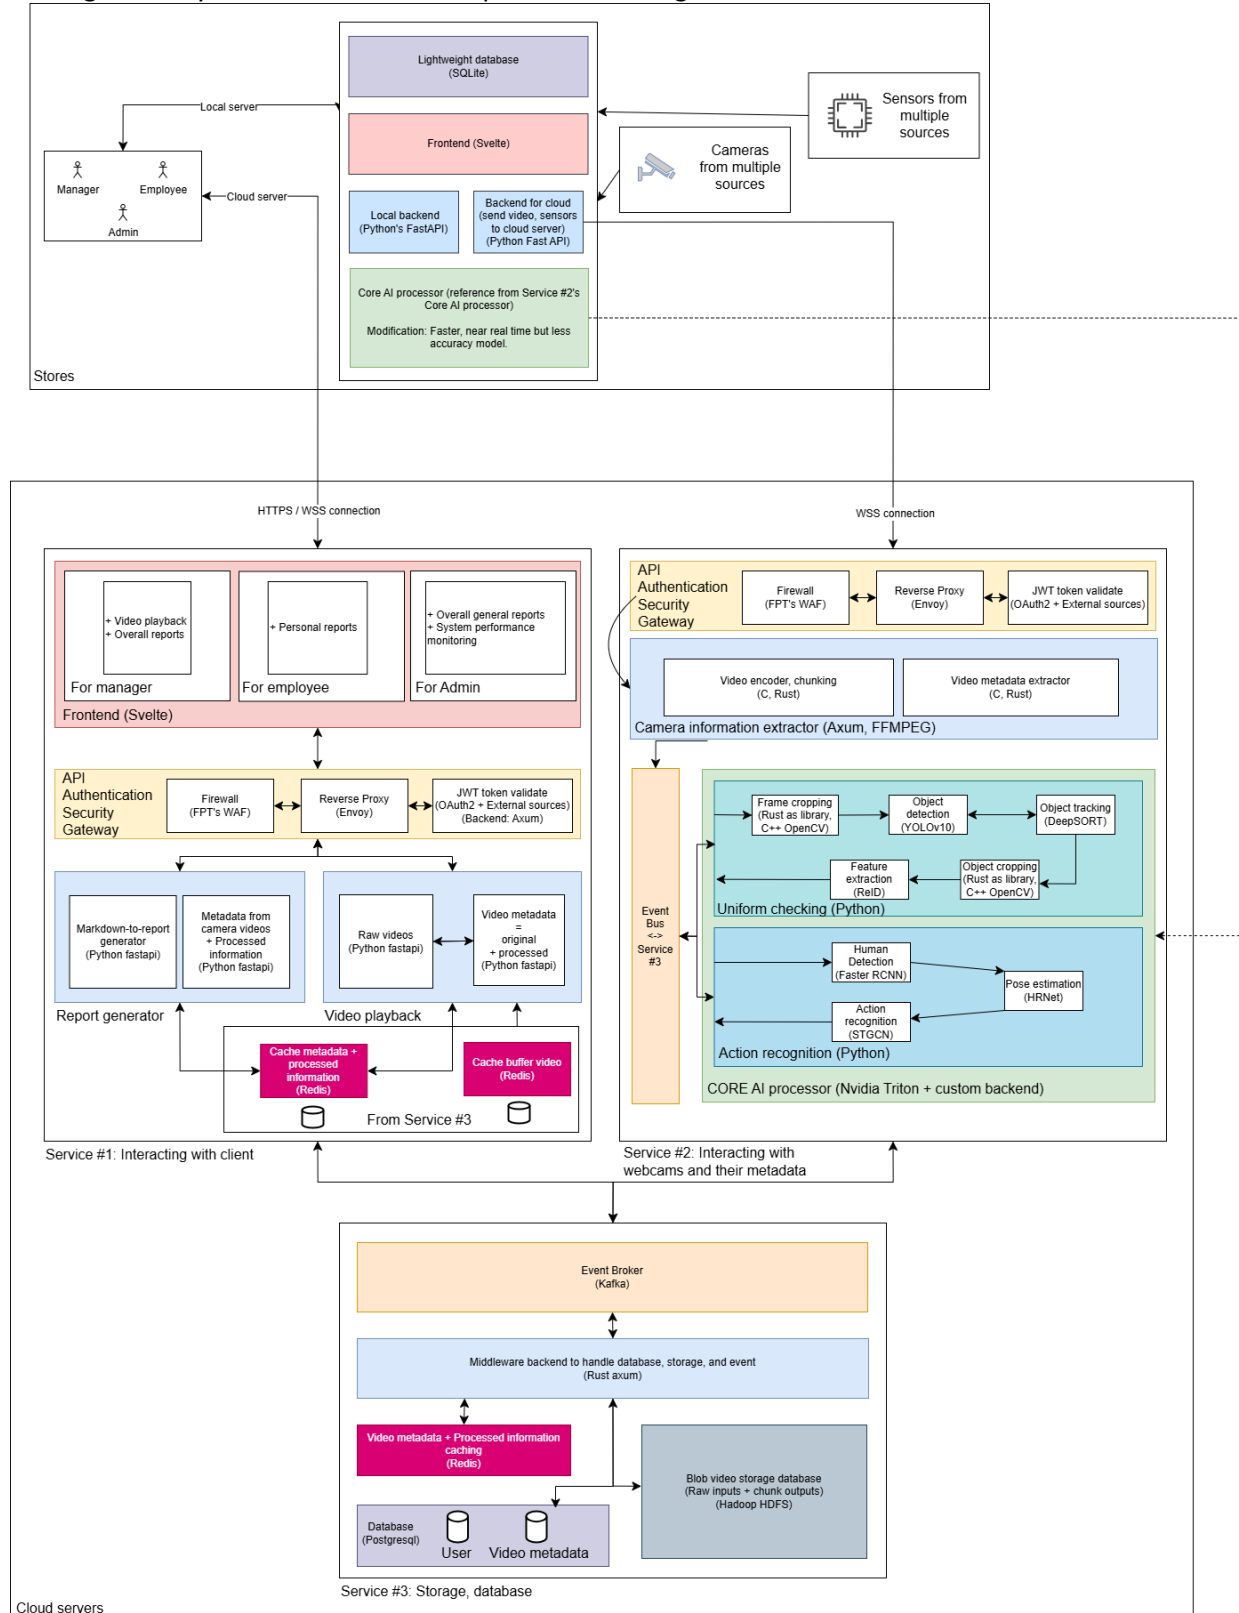 Lightweight database
(SQLite)
Sensors from
multiple
sources
Local server
Frontend (Svelte)
Cameras
from multiple
sources
Manager
Employee
Admin
Cloud server
Local backend
(Python's FastAPI)
Backend for cloud
(send video, sensors
to cloud server)
(Python Fast API)
Core AI processor (reference from Service #2's
Core AI processor)
Modification: Faster, near real time but less
accuracy model.
Stores
HTTPS / WSS connection
WSS connection
+ Video playback
+ Overall reports
For manager
+ Personal reports
For employee
+ Overall general reports
+ System performance
monitoring
For Admin
Frontend (Svelte)
API
Authentication
Security
Gateway
Firewall
(FPT's WAF)
Reverse Proxy
(Envoy)
JWT token validate
(OAuth2 + External sources)
(Backend: Axum)
Markdown-to-report
generator
(Python fastapi)
Metadata from
camera videos
+ Processed
information
(Python fastapi)
Report generator
Raw videos
(Python fastapi)
Video metadata
=
original
+ processed
(Python fastapi)
Video playback
Cache metadata +
processed
information
(Redis)
Cache buffer video
(Redis)
From Service #3
Service #1: Interacting with client
API
Authentication
Security
Gateway
Firewall
(FPT's WAF)
Reverse Proxy
(Envoy)
JWT token validate
(OAuth2 + External sources)
Video encoder, chunking
(C, Rust)
Video metadata extractor
(C, Rust)
Camera information extractor (Axum, FFMPEG)
Event
Bus
<->
Service
#3
Frame cropping
(Rust as library,
C++ OpenCV)
Object
detection
(YOLOv10)
Object tracking
(DeepSORT)
Feature
extraction
(ReID)
Object cropping
(Rust as library,
C++ OpenCV)
Uniform checking (Python)
Human
Detection
(Faster RCNN)
Pose estimation
(HRNet)
Action
recognition
(STGCN)
Action recognition (Python)
CORE AI processor (Nvidia Triton + custom backend)
Service #2: Interacting with
webcams and their metadata
Event Broker
(Kafka)
Middleware backend to handle database, storage, and event
(Rust axum)
Video metadata + Processed information
caching
(Redis)
Blob video storage database
(Raw inputs + chunk outputs)
(Hadoop HDFS)
Database
(Postgresql)
User
Video metadata
Service #3: Storage, database
Cloud servers